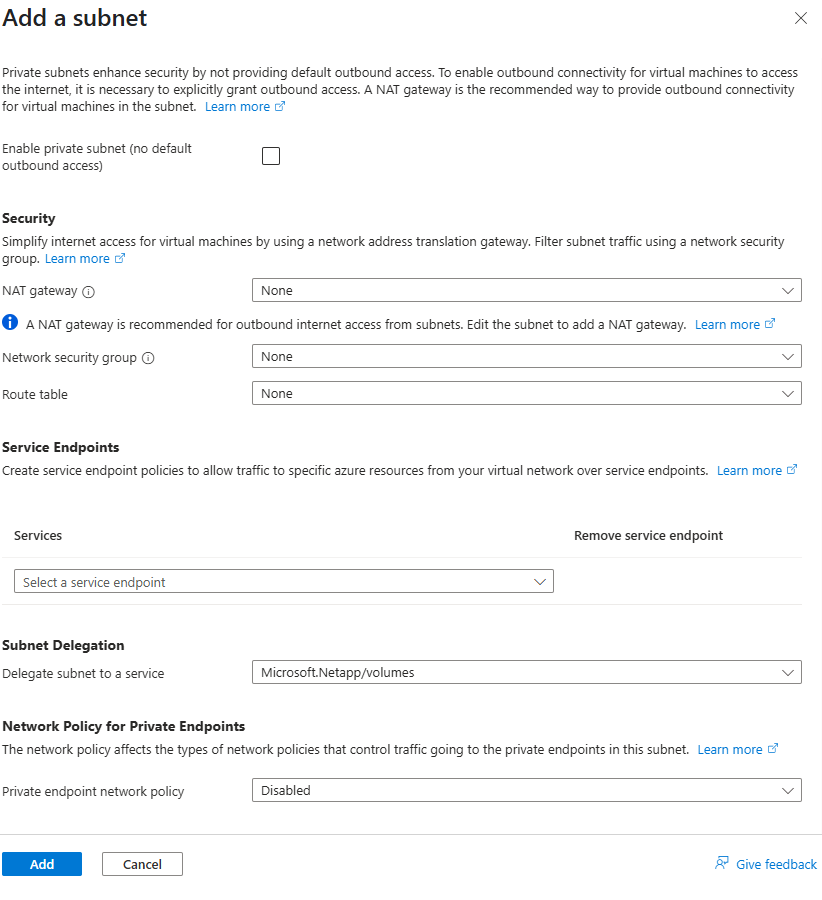 Add a subnet
Private subnets enhance security by not providing default outbound access. To enable outbound connectivity for virtual machines to access
the internet, it is necessary to explicitly grant outbound access. A NAT gateway is the recommended way to provide outbound connectivity
for virtual machines in the subnet. Learn more
Enable private subnet (no default
outbound access)
Security
Simplify internet access for virtual machines by using a network address translation gateway. Filter subnet traffic using a network security
group. Learn more
NAT gateway None
A NAT gateway is recommended for outbound internet access from subnets. Edit the subnet to add a NAT gateway. Learn more
Network security group None
Route table None
Service Endpoints
Create service endpoint policies to allow traffic to specific azure resources from your virtual network over service endpoints. Learn more
Services Remove service endpoint
Select a service endpoint
Subnet Delegation
Delegate subnet to a service Microsoft.Netapp/volumes
Network Policy for Private Endpoints
The network policy affects the types of network policies that control traffic going to the private endpoints in this subnet. Learn more
Private endpoint network policy Disabled
Add Cancel Give feedback